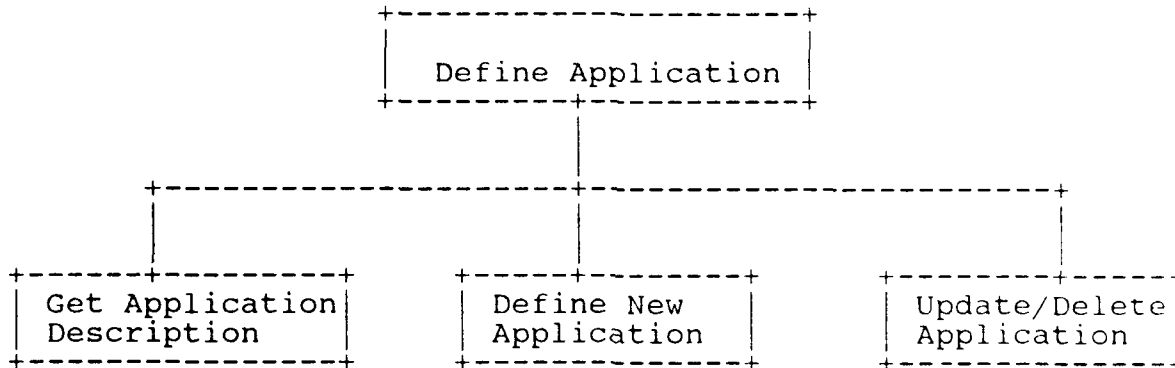 Define Application
Get Application
Description
Define New
Application
Update/Delete
Application